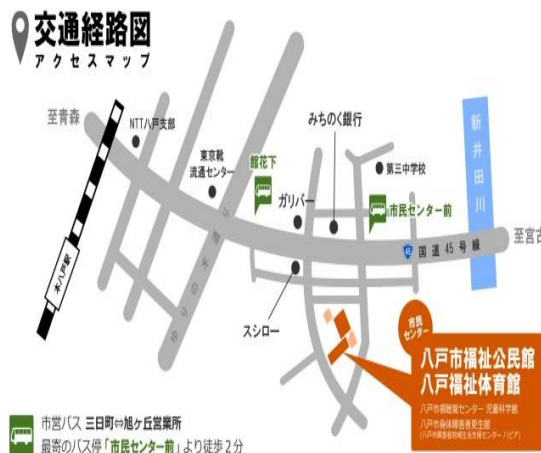 交通経路図
アクセスマップ
至青森
NTT八戸支部
東京靴
流通センター
館花下
みちのく銀行
ガリバー
第三中学校
市民センター前
新井田川
45
国道45号線
至宮古
本八戸駅
ゆりの木通り
スシロー
市民
センター
八戸市福祉公民館
八戸福祉体育館
八戸市視聴覚センター 児童科学館
八戸市身体障害者更生館
市営バス 三日町⇔旭ヶ丘営業所
最寄のバス停「市民センター前」より徒歩2分